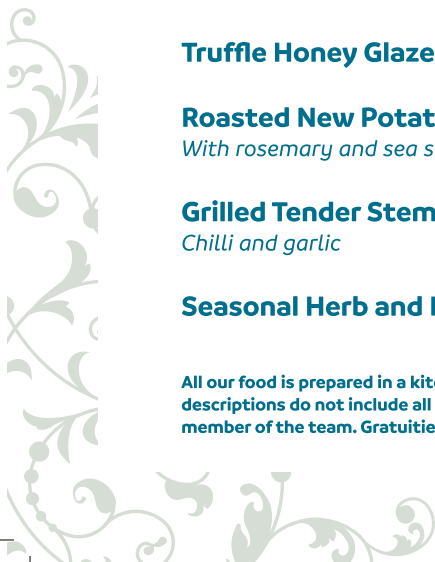 Truffle Honey Glaze
Roasted New Potat
With rosemary and sea s
Grilled Tender Stem
Chilli and garlic
Seasonal Herb and
All our food is prepared in a kit
descriptions do not include all
member of the team. Gratuitie